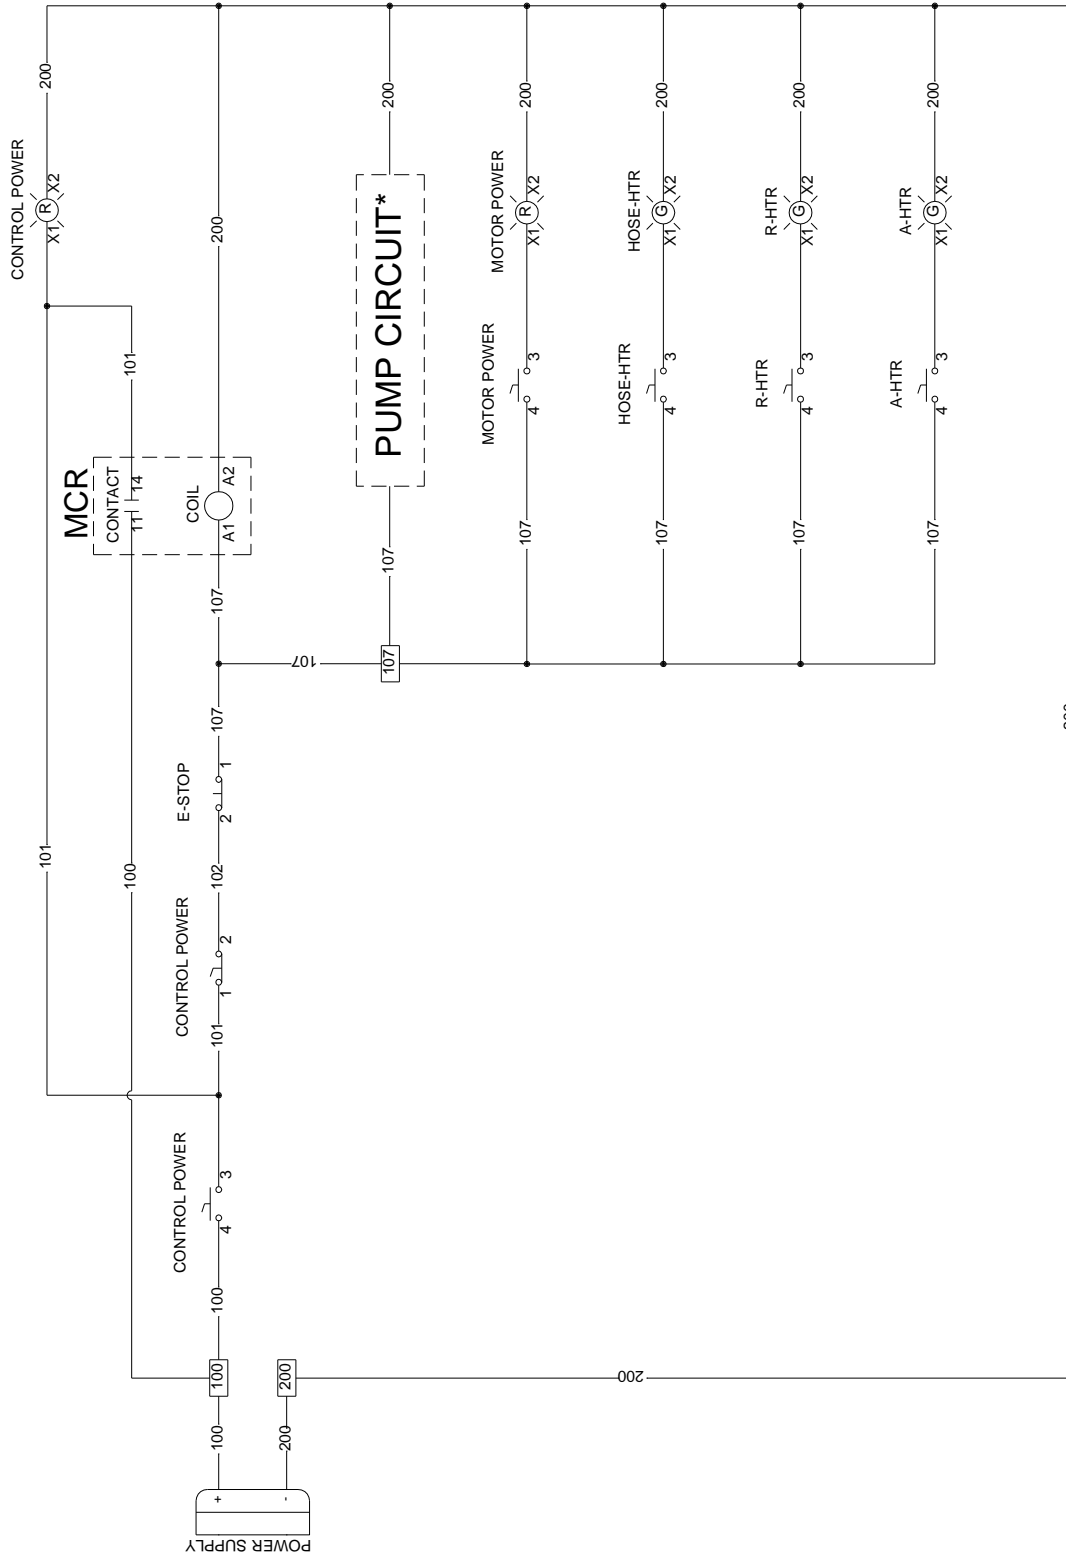 CONTROL POWER
101
X1 R X2
200
MCR
CONTACT
100
11 14
101
CONTROL POWER
CONTROL POWER
E-STOP
COIL
POWER SUPPLY
+
100
100
100
4 3
101
1 2
102
2 1
107
107
A1 A2
200
-
200
200
107
107
107
PUMP CIRCUIT*
200
MOTOR POWER
MOTOR POWER
107
4 3
X1 R X2
200
HOSE-HTR
HOSE-HTR
200
107
4 3
X1 G X2
200
R-HTR
R-HTR
107
4 3
X1 G X2
200
A-HTR
A-HTR
107
4 3
X1 G X2
200